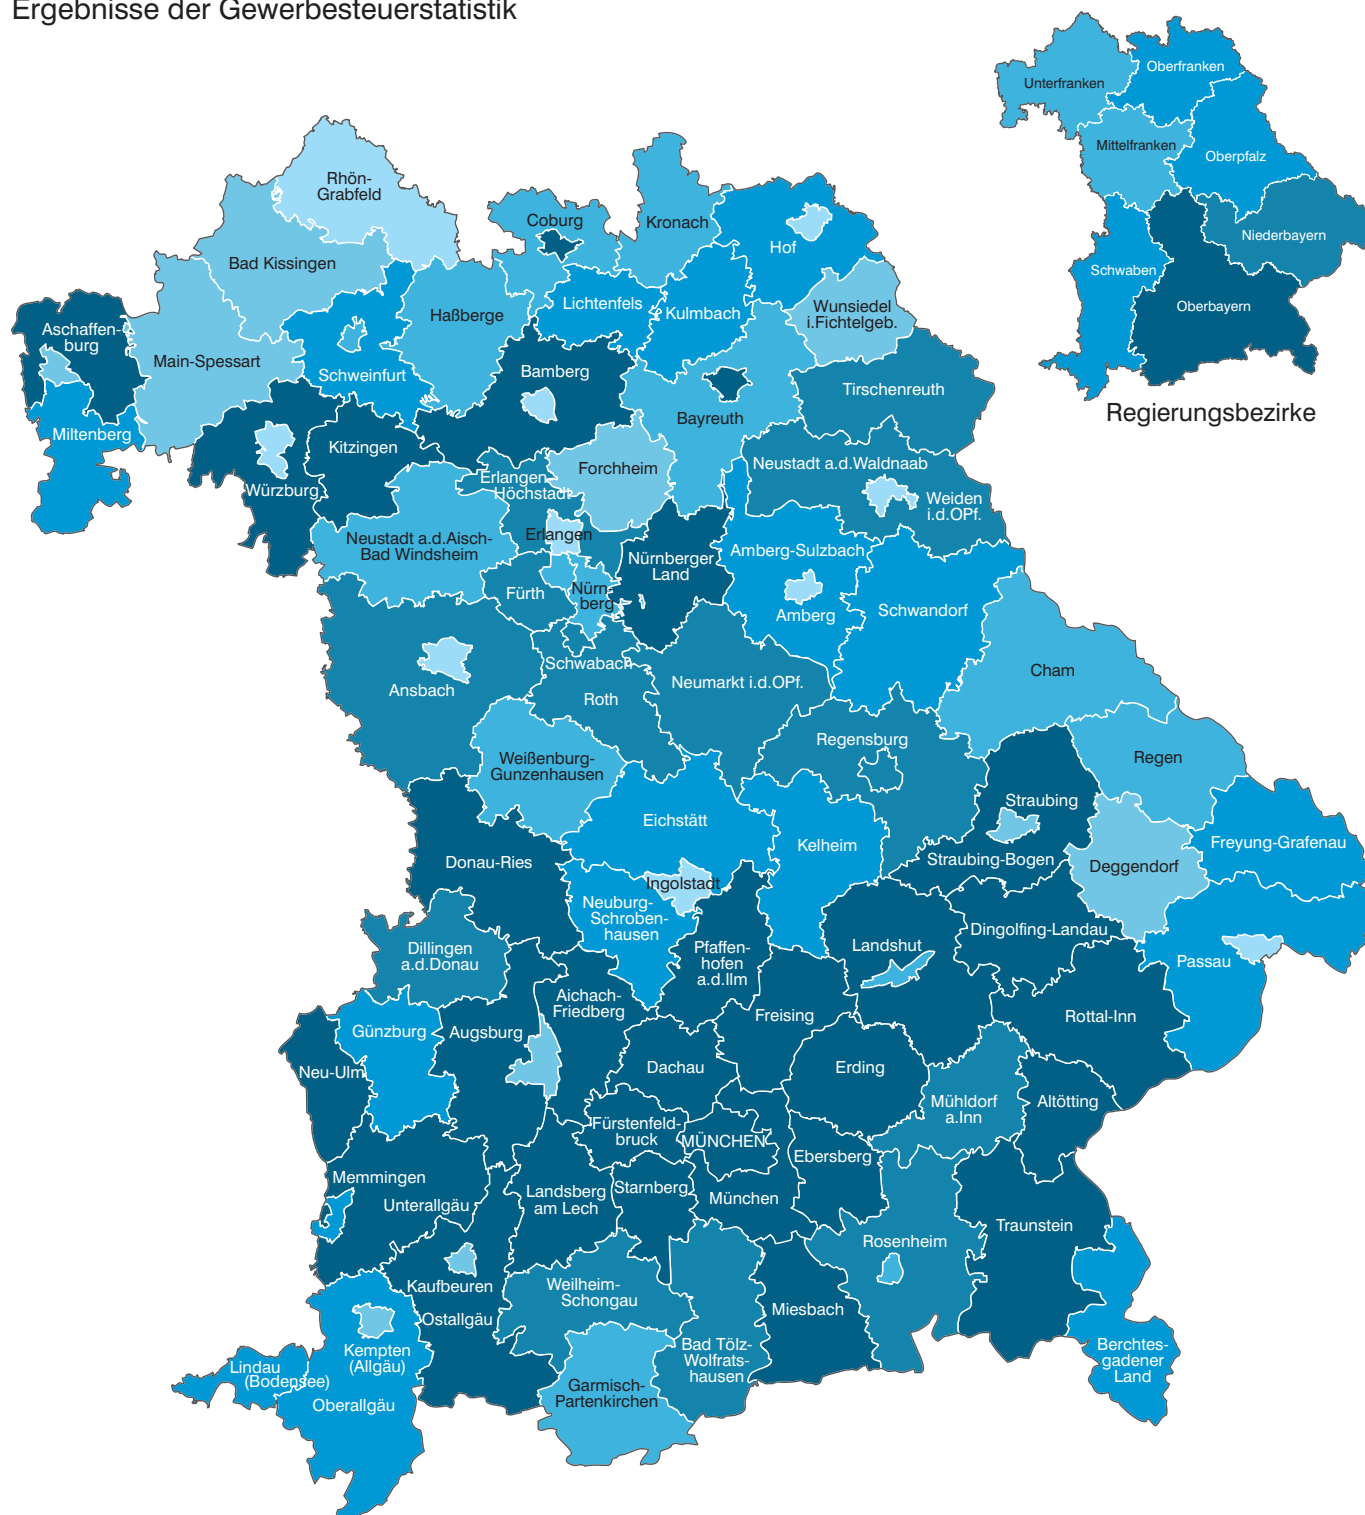 Ergebnisse der Gewerbesteuerstatistik
Unterfranken
Oberfranken
Mittelfranken
Oberpfalz
Niederbayern
Schwaben
Oberbayern
Regierungsbezirke
Rhön-
Grabfeld
Bad Kissingen
Coburg
Kronach
Hof
Lichtenfels
Kulmbach
Wunsiedel
i.Fichtelgeb.
Haßberge
Aschaffen-
burg
Main-Spessart
Schweinfurt
Bamberg
Tirschenreuth
Bayreuth
Miltenberg
Kitzingen
Würzburg
Forchheim
Erlangen-
Höchstadt
Neustadt a.d.Waldnaab
Weiden
i.d.OPf.
Neustadt a.d.Aisch-
Bad Windsheim
Erlangen
Nürnberger
Land
Amberg-Sulzbach
Amberg
Fürth
Nürn-
berg
Schwandorf
Schwabach
Ansbach
Roth
Neumarkt i.d.OPf.
Cham
Regensburg
Weißenburg-
Gunzenhausen
Regen
Straubing
Eichstätt
Kelheim
Freyung-Grafenau
Donau-Ries
Straubing-Bogen
Deggendorf
Ingolstadt
Neuburg-
Schroben-
hausen
Dingolfing-Landau
Dillingen
a.d.Donau
Pfaffen-
hofen
a.d.Ilm
Landshut
Passau
Aichach-
Friedberg
Freising
Rottal-Inn
Günzburg
Augsburg
Neu-Ulm
Dachau
Erding
Mühldorf
a.Inn
Altötting
Fürstenfeld-
bruck
MÜNCHEN
Ebersberg
Memmingen
Unterallgäu
Landsberg
am Lech
Starnberg
München
Traunstein
Rosenheim
Kaufbeuren
Weilheim-
Schongau
Ostallgäu
Miesbach
Kempten
(Allgäu)
Bad Tölz-
Wolfrats-
hausen
Berchtes-
gadener
Land
Lindau
(Bodensee)
Oberallgäu
Garmisch-
Partenkirchen